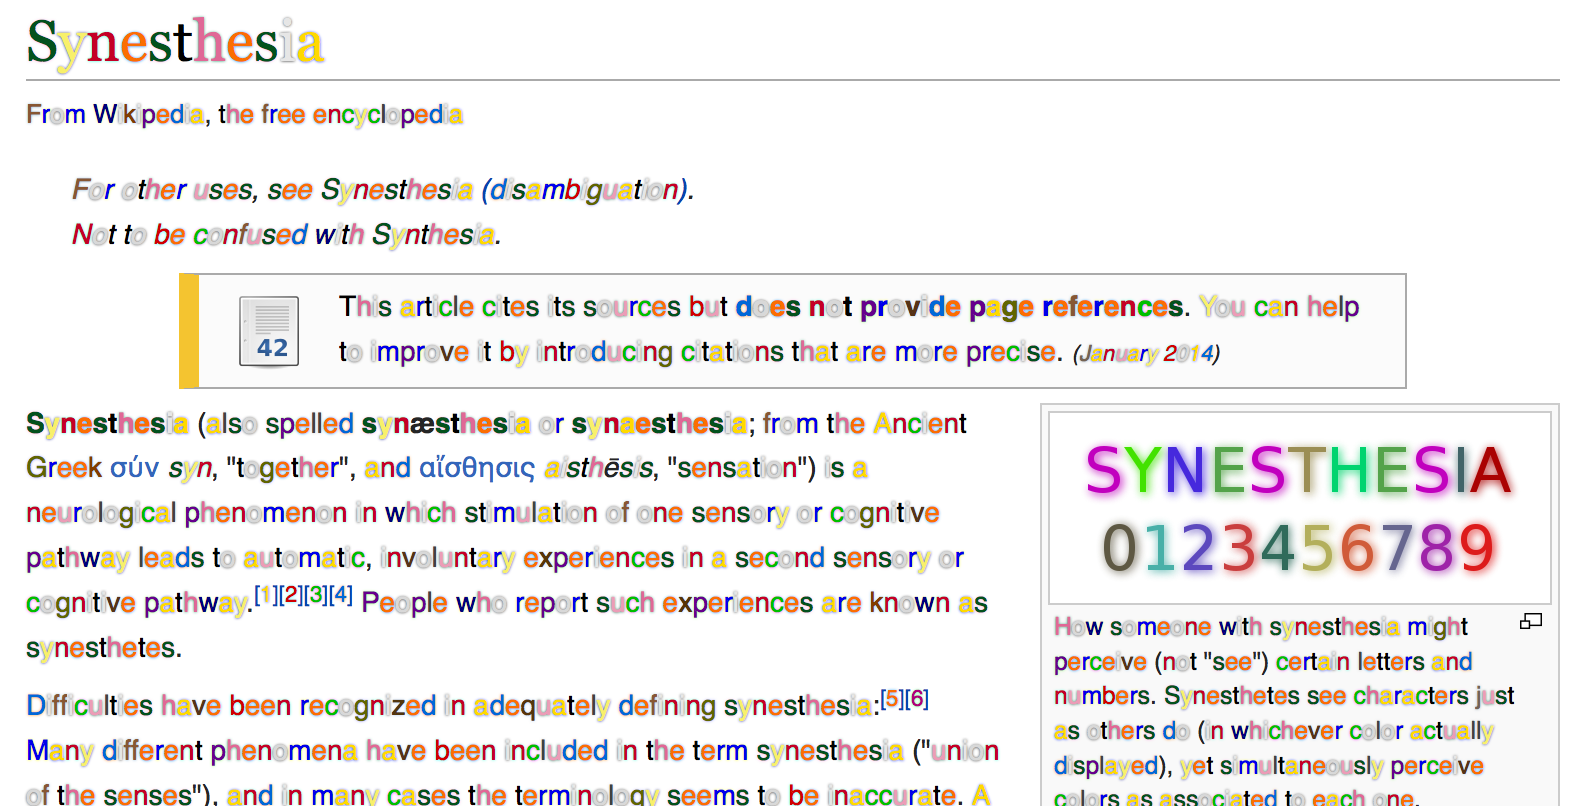 Synesthesia
From Wikipedia, the free encyclopedia
For other uses, see Synesthesia (disambiguation).
Not to be confused with Synthesia.
42
This article cites its sources but does not provide page references. You can help
to improve it by introducing citations that are more precise. (January 2014)
Synesthesia (also spelled synæsthesia or synaesthesia; from the Ancient
Greek σύν syn, "together", and αἴσθησις aisthēsis, "sensation") is a
neurological phenomenon in which stimulation of one sensory or cognitive
pathway leads to automatic, involuntary experiences in a second sensory or
cognitive pathway.[1][2][3][4] People who report such experiences are known as
synesthetes.
Difficulties have been recognized in adequately defining synesthesia:[5][6]
Many different phenomena have been included in the term synesthesia ("union
of the senses"), and in many cases the terminology seems to be inaccurate. A
SYNESTHESIA
0123456789
How someone with synesthesia might
perceive (not "see") certain letters and
numbers. Synesthetes see characters just
as others do (in whichever color actually
displayed), yet simultaneously perceive
colors as associated to each one.